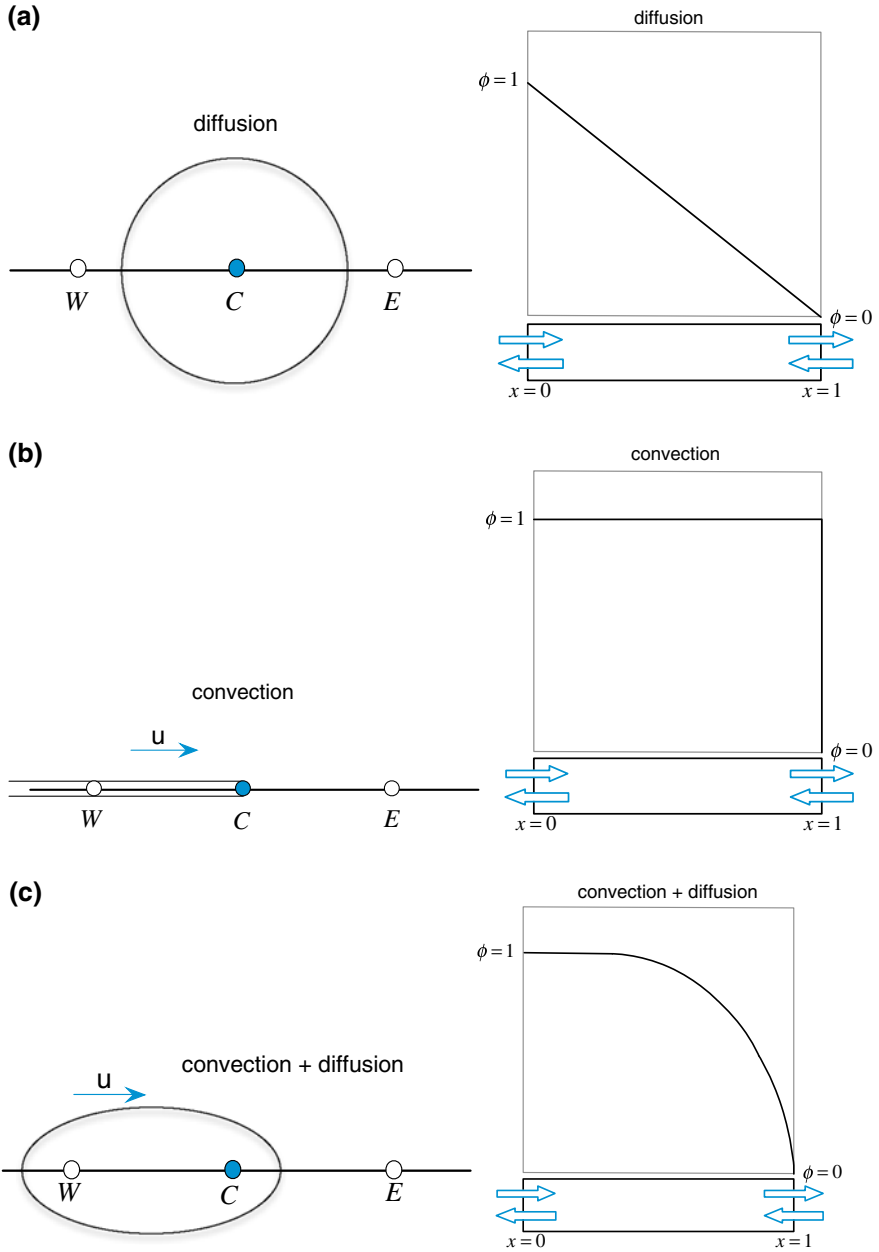 (a)
diffusion
W
C
E
diffusion
ϕ = 1
ϕ = 0
x = 0
x = 1
(b)
convection
u
W
C
E
convection
ϕ = 1
ϕ = 0
x = 0
x = 1
(c)
convection + diffusion
u
W
C
E
convection + diffusion
ϕ = 1
ϕ = 0
x = 0
x = 1